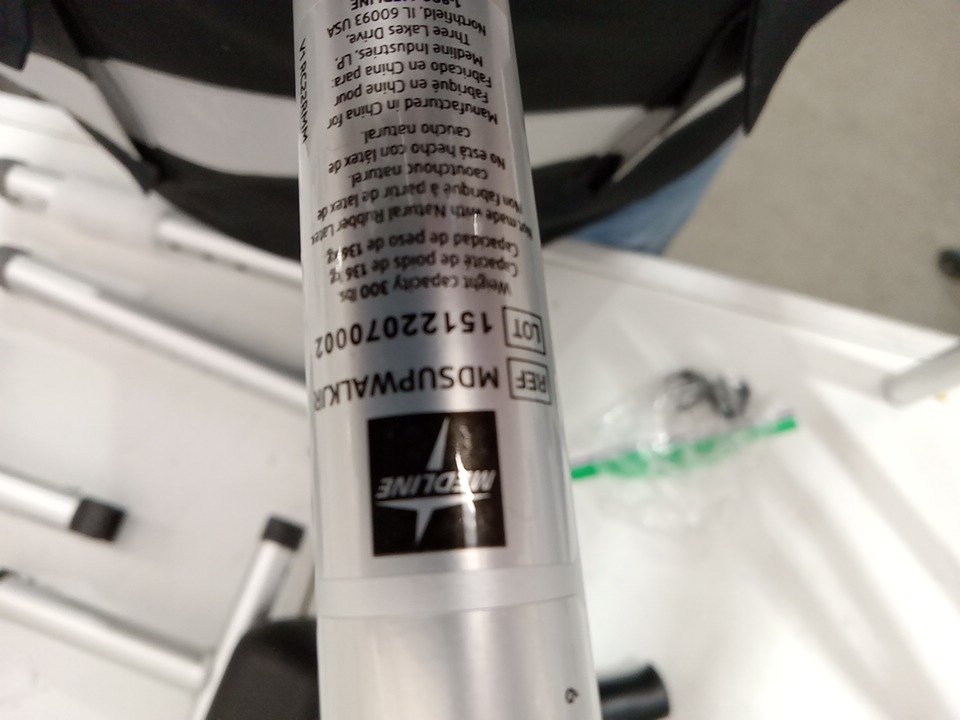 MEDLINE
REF MDSUPWALKJR
LOT 15122070002
Weight capacity 300 lbs.
Capacité de poids de 136 kg.
Capacidad de peso de 136 kg.
Not made with Natural Rubber Latex
Non fabriqué à partir de latex de
caoutchouc naturel.
No está hecho con látex de
caucho natural.
Manufactured in China for
Fabriqué en Chine pour
Fabricado en China para:
Medline Industries, LP
Three Lakes Drive,
Northfield, IL 60093 USA
MEDLINE
6